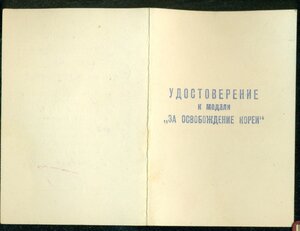 УДОСТОВЕРЕНИЕ
к медали
„ЗА ОСВОБОЖДЕНИЕ КОРЕИ“